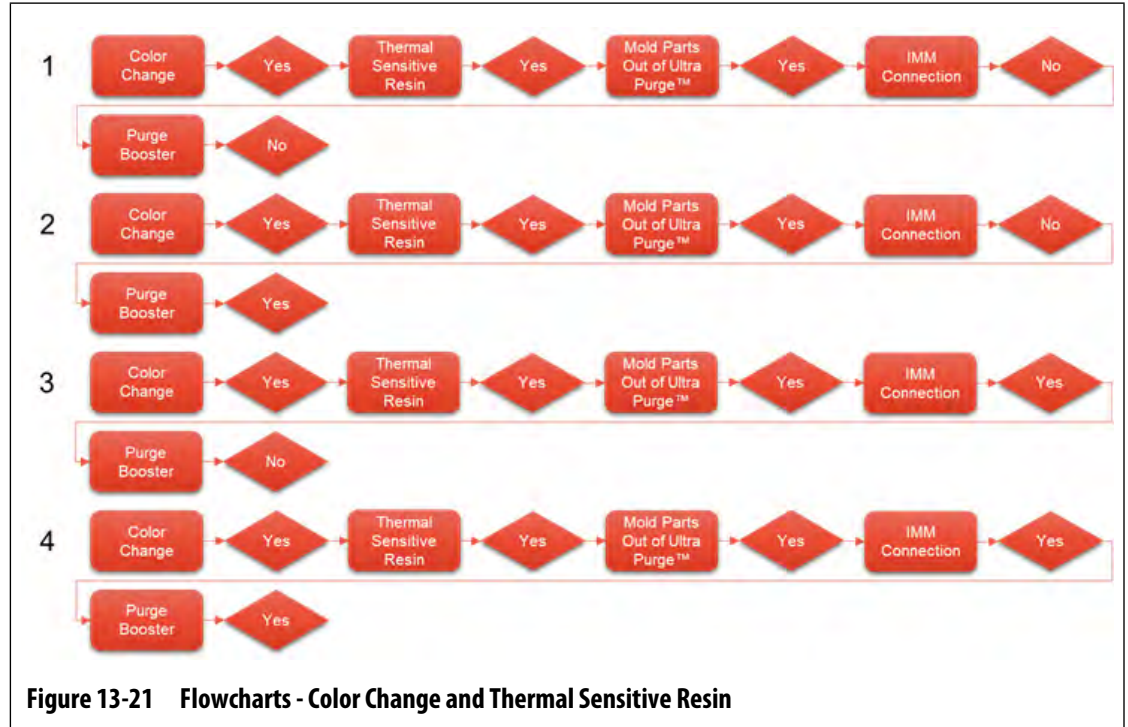 1
Color
Change
Yes
Thermal
Sensitive
Resin
Yes
Mold Parts
Out of Ultra
Purge™
Yes
IMM
Connection
No
Purge
Booster
No
2
Color
Change
Yes
Thermal
Sensitive
Resin
Yes
Mold Parts
Out of Ultra
Purge™
Yes
IMM
Connection
No
Purge
Booster
Yes
3
Color
Change
Yes
Thermal
Sensitive
Resin
Yes
Mold Parts
Out of Ultra
Purge™
Yes
IMM
Connection
Yes
Purge
Booster
No
4
Color
Change
Yes
Thermal
Sensitive
Resin
Yes
Mold Parts
Out of Ultra
Purge™
Yes
IMM
Connection
Yes
Purge
Booster
Yes
Figure 13-21 Flowcharts - Color Change and Thermal Sensitive Resin